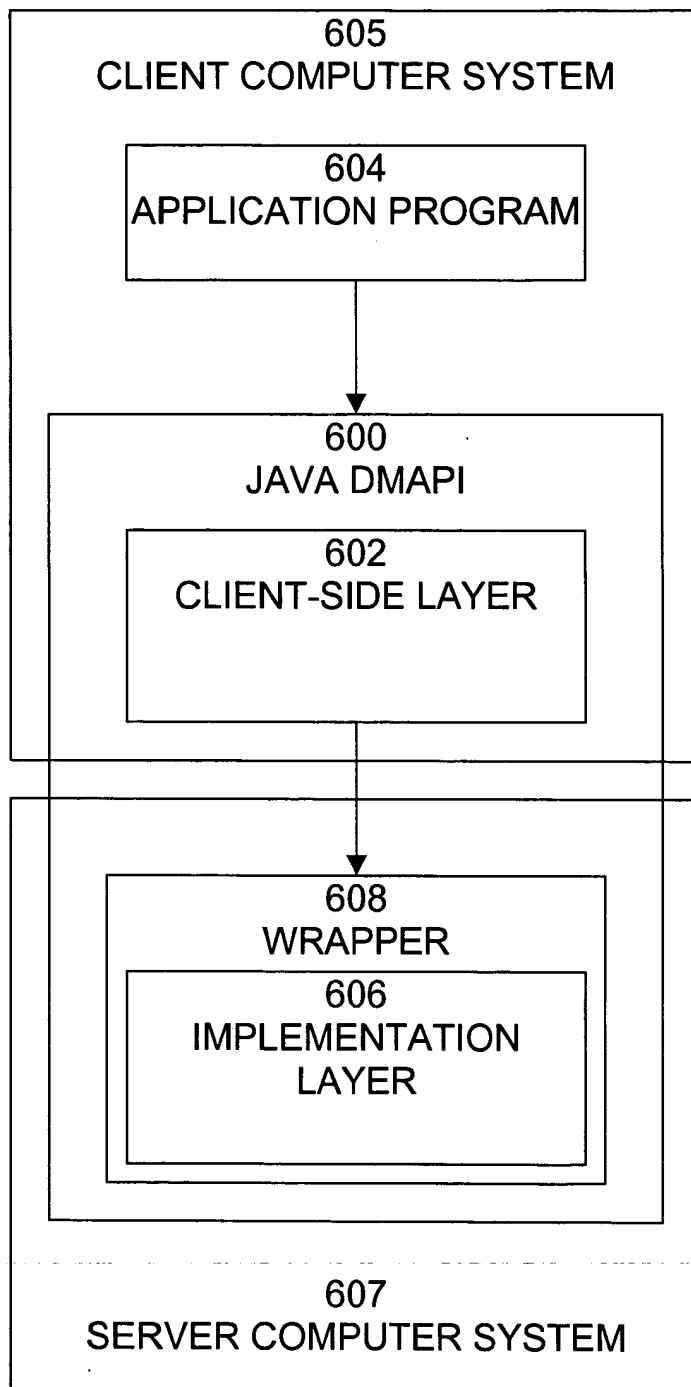 605
CLIENT COMPUTER SYSTEM
604
APPLICATION PROGRAM
600
JAVA DMAPI
602
CLIENT-SIDE LAYER
608
WRAPPER
606
IMPLEMENTATION
LAYER
607
SERVER COMPUTER SYSTEM